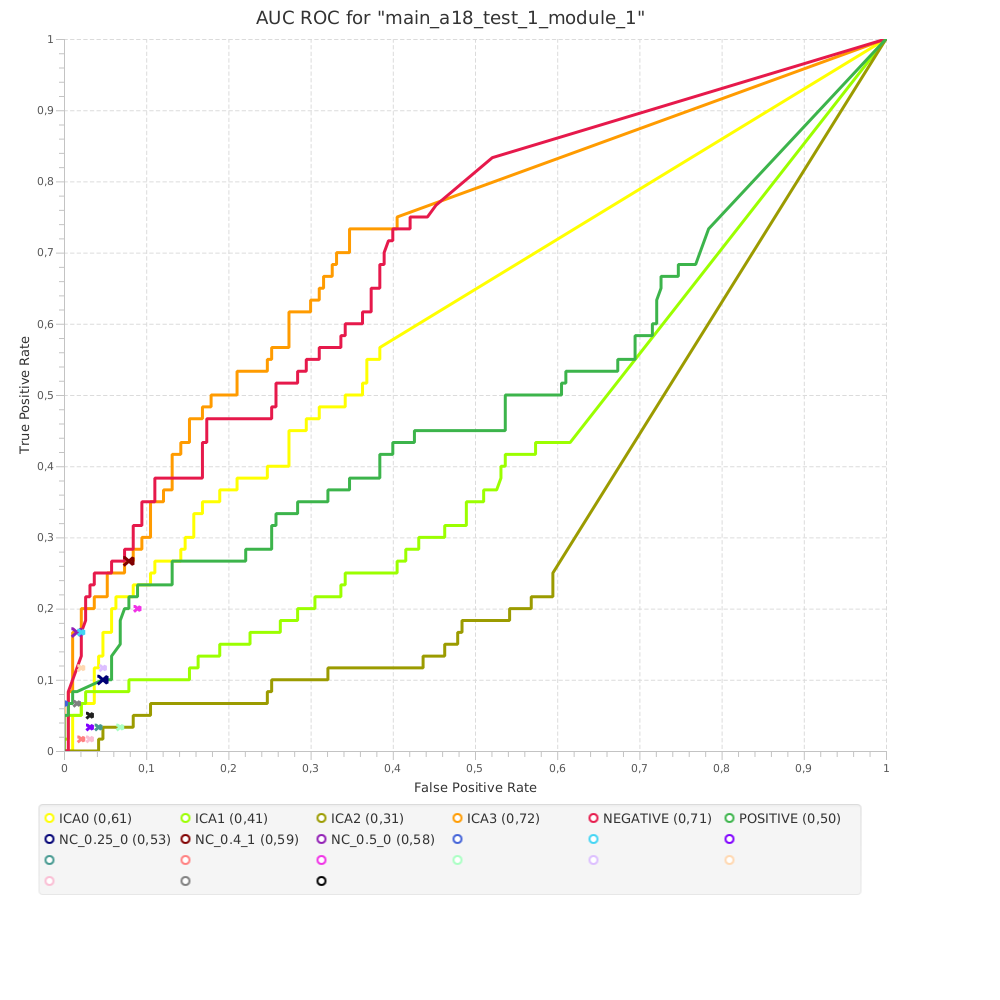 AUC ROC for "main_a18_test_1_module_1"
True Positive Rate
1
0,9
0,8
0,7
0,6
0,5
0,4
0,3
0,2
0,1
0
0 0,1 0,2 0,3 0,4 0,5 0,6 0,7 0,8 0,9 1
False Positive Rate
ICA0 (0,61) ICA1 (0,41) ICA2 (0,31) ICA3 (0,72) NEGATIVE (0,71) POSITIVE (0,50)
NC_0.25_0 (0,53) NC_0.4_1 (0,59) NC_0.5_0 (0,58)